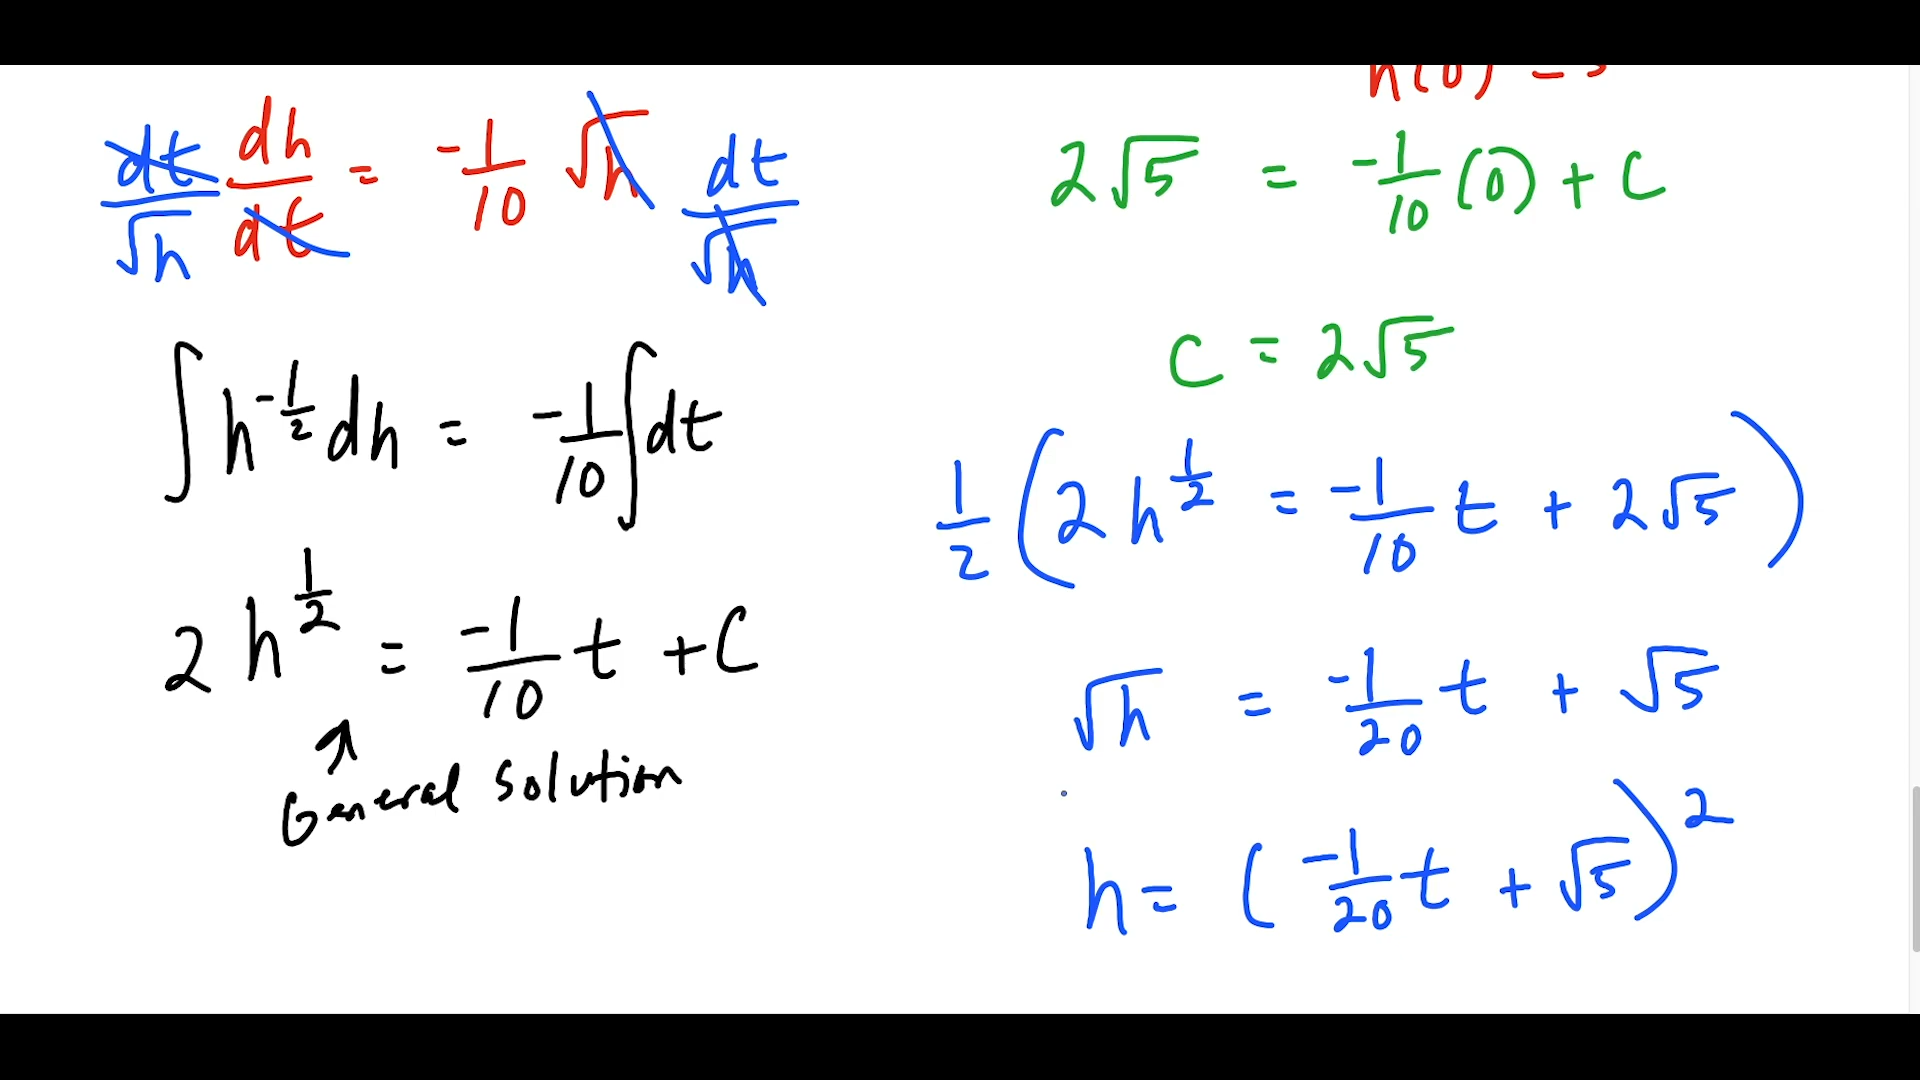 dt/√h dh/dt = -1/10 √h dt/√h
∫ h^(-1/2) dh = -1/10 ∫ dt
2 h^(1/2) = -1/10 t + C
↑
General solution
2√5 = -1/10 (0) + C
C = 2√5
1/2 (2 h^(1/2) = -1/10 t + 2√5)
√h = -1/20 t + √5
h = (-1/20 t + √5)^2